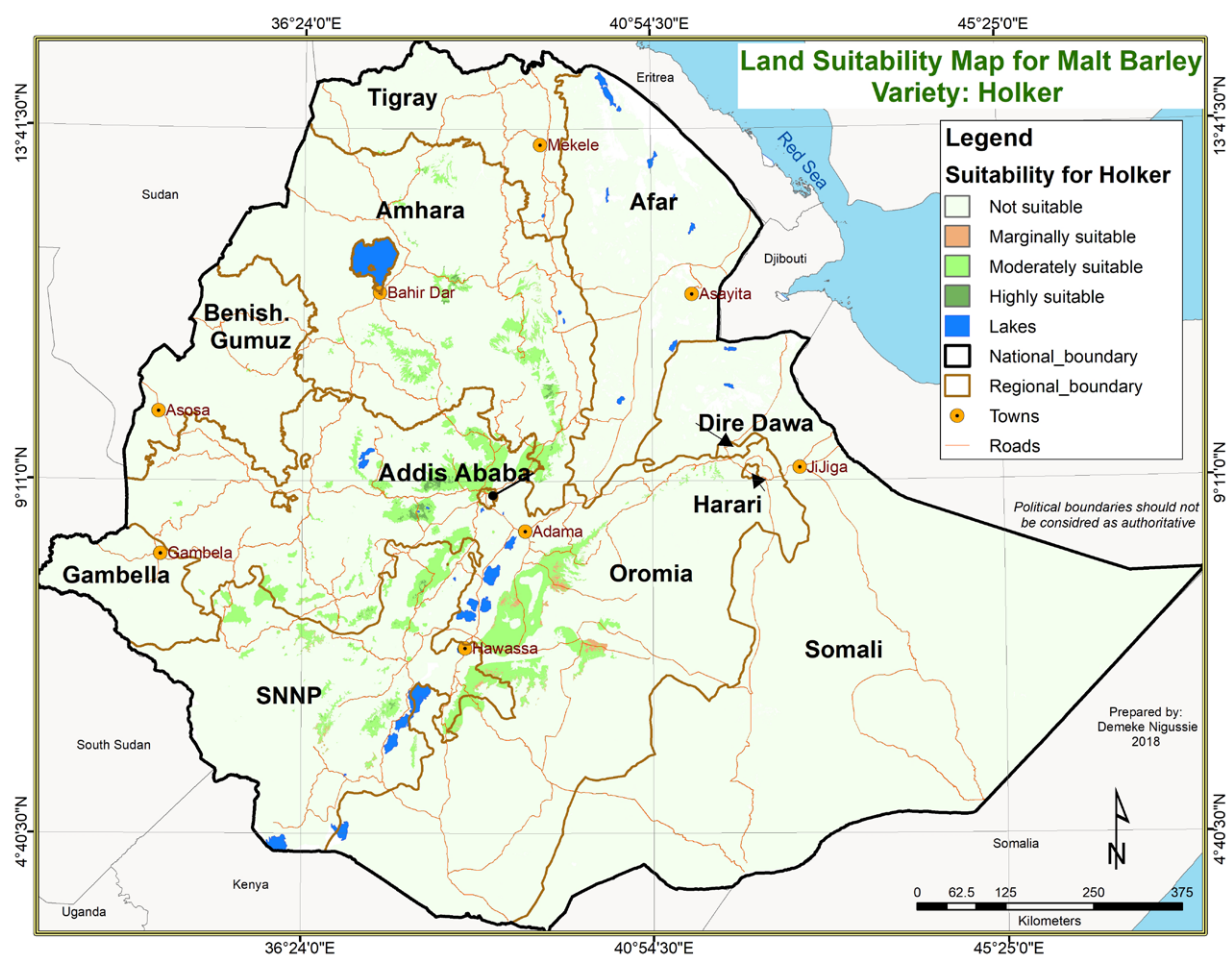 36°24'0"E
40°54'30"E
45°25'0"E
Land Suitability Map for Malt Barley
Variety: Holker
13°41'30"N
13°41'30"N
Eritrea
Red Sea
Tigray
Mekele
Sudan
Amhara
Afar
Djibouti
Bahir Dar
Asayita
Benish.
Gumuz
Asosa
Dire Dawa
Addis Ababa
JiJiga
9°11'0"N
9°11'0"N
Harari
Political boundaries should not
be considred as authoritative
Adama
Gambela
Gambella
Oromia
Hawassa
Somali
SNNP
South Sudan
Prepared by:
Demeke Nigussie
2018
4°40'30"N
4°40'30"N
Somalia
Kenya
Uganda
Legend
Suitability for Holker
Not suitable
Marginally suitable
Moderately suitable
Highly suitable
Lakes
National_boundary
Regional_boundary
Towns
Roads
N
0 62.5 125 250 375
Kilometers
36°24'0"E
40°54'30"E
45°25'0"E